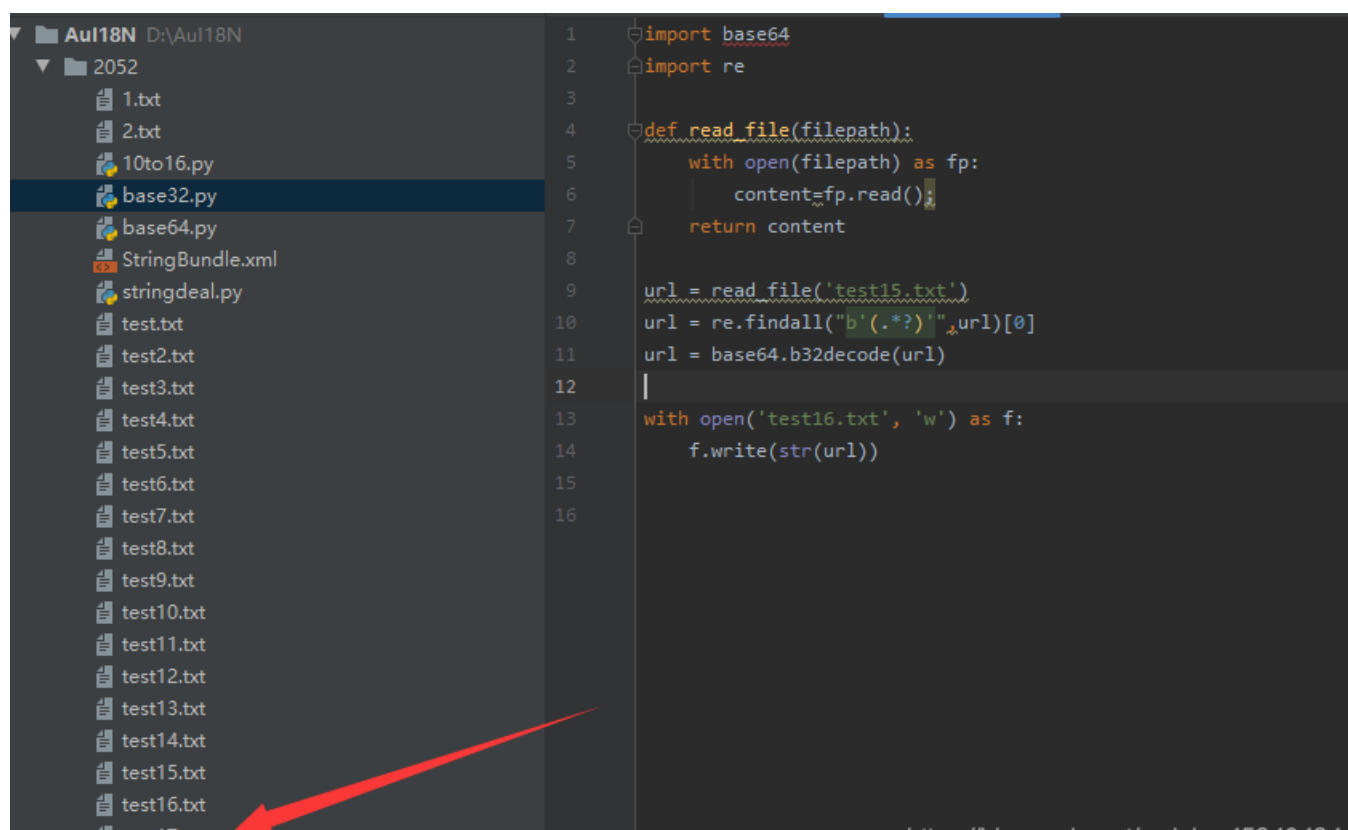 AuI18N D:\AuI18N
2052
1.txt
2.txt
10to16.py
base32.py
base64.py
StringBundle.xml
stringdeal.py
test.txt
test2.txt
test3.txt
test4.txt
test5.txt
test6.txt
test7.txt
test8.txt
test9.txt
test10.txt
test11.txt
test12.txt
test13.txt
test14.txt
test15.txt
test16.txt
1 import base64
2 import re
3
4 def read_file(filepath):
5 with open(filepath) as fp:
6 content=fp.read();
7 return content
8
9 url = read_file('test15.txt')
10 url = re.findall("b'(.*?)'",url)[0]
11 url = base64.b32decode(url)
12
13 with open('test16.txt', 'w') as f:
14 f.write(str(url))
15
16